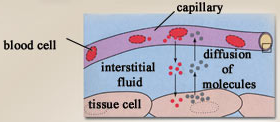 capillary
blood cell
interstitial
fluid
diffusion
of
molecules
tissue cell